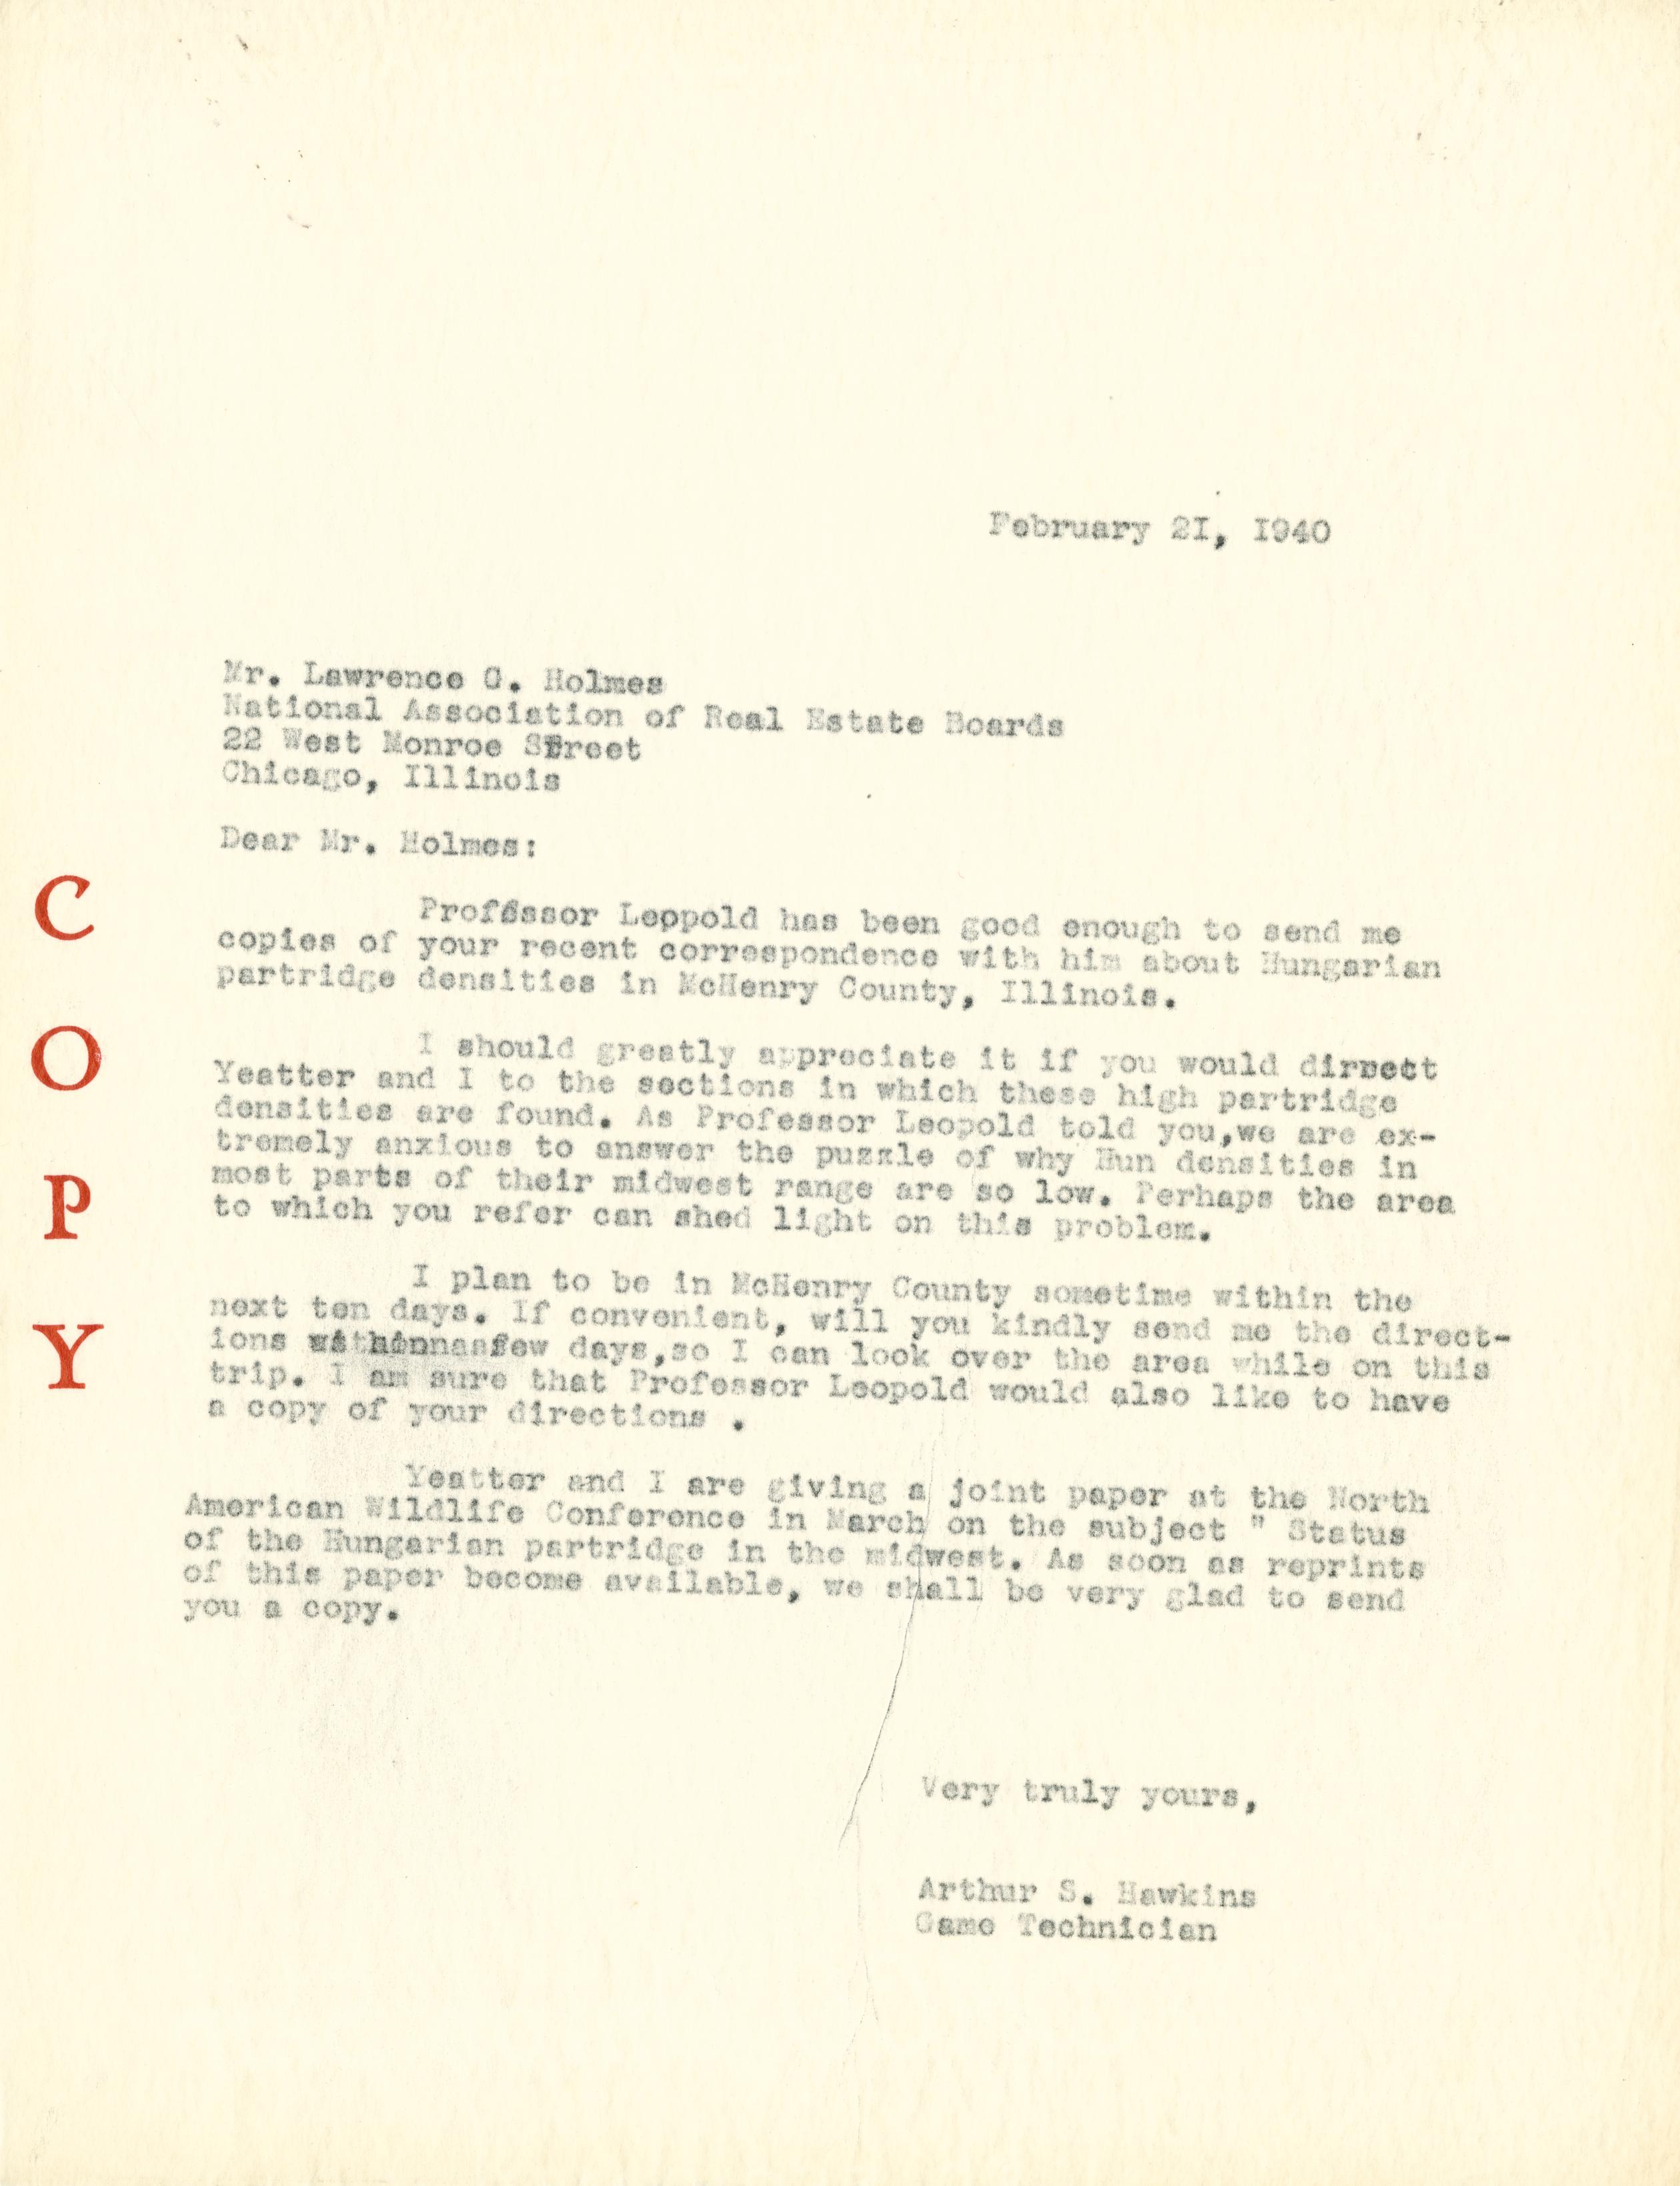 February 2I, I940
Mr. Lawrence G. Holmes
National Association of Real Estate Boards
22 West Monroe Street
Chicago, Illinois
Dear Mr. Holmes:
Professor Leopold has been good enough to send me
copies of your recent correspondence with him about Hungarian
partridge densities in McHenry County, Illinois.
I should greatly appreciate it if you would dirrect
Yeatter and I to the sections in which these high partridge
densities are found. As Professor Leopold told you,we are ex-
tremely anxious to answer the puzzle of why Hun densities in
most parts of their midwest range are so low. Perhaps the area
to which you refer can shed light on this problem.
I plan to be in McHenry County sometime within the
next ten days. If convenient, will you kindly send me the direct-
ions within a few days,so I can look over the area while on this
trip. I am sure that Professor Leopold would also like to have
a copy of your directions .
Yeatter and I are giving a joint paper at the North
American Wildlife Conference in March on the subject " Status
of the Hungarian partridge in the midwest. As soon as reprints
of this paper become available, we shall be very glad to send
you a copy.
Very truly yours,
Arthur S. Hawkins
Game Technician
C
O
P
Y